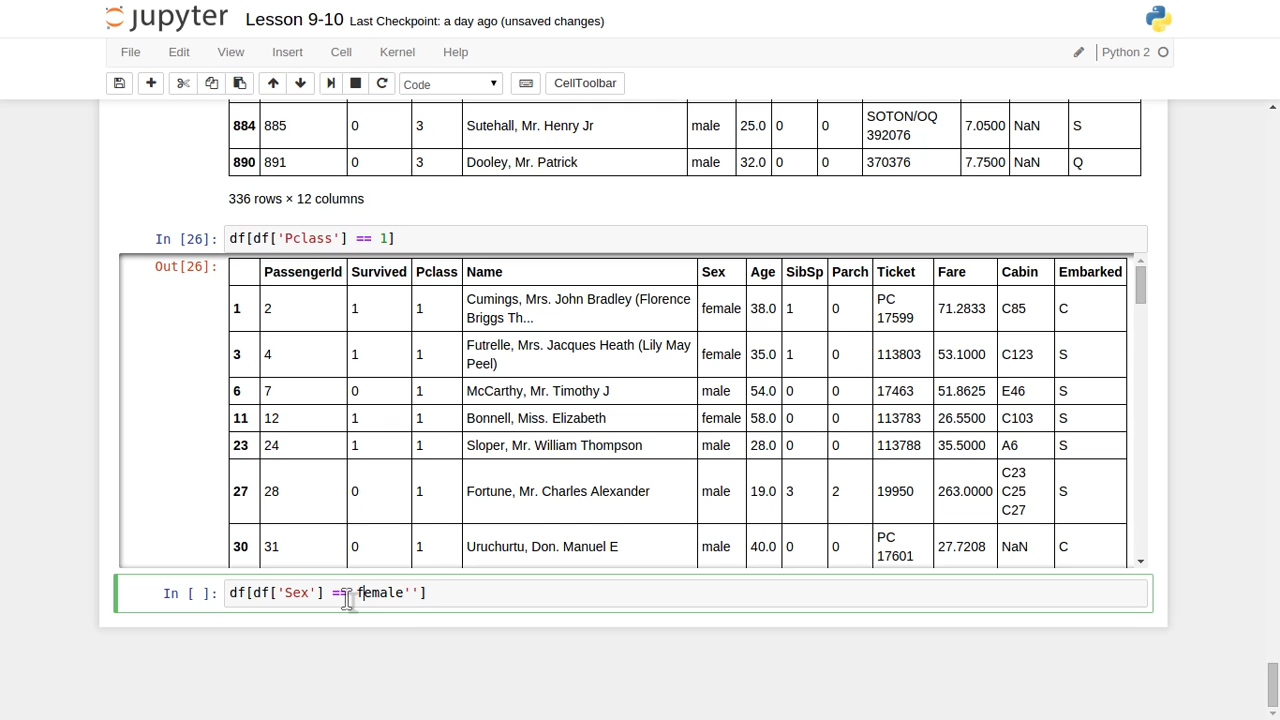 jupyter Lesson 9-10 Last Checkpoint: a day ago (unsaved changes)
File Edit View Insert Cell Kernel Help Python 2
Code CellToolbar
884 885 0 3 Sutehall, Mr. Henry Jr male 25.0 0 0 SOTON/OQ 392076 7.0500 NaN S
890 891 0 3 Dooley, Mr. Patrick male 32.0 0 0 370376 7.7500 NaN Q
336 rows × 12 columns
In [26]: df[df['Pclass'] == 1]
Out[26]:
PassengerId Survived Pclass Name Sex Age SibSp Parch Ticket Fare Cabin Embarked
1 2 1 1 Cumings, Mrs. John Bradley (Florence Briggs Th... female 38.0 1 0 PC 17599 71.2833 C85 C
3 4 1 1 Futrelle, Mrs. Jacques Heath (Lily May Peel) female 35.0 1 0 113803 53.1000 C123 S
6 7 0 1 McCarthy, Mr. Timothy J male 54.0 0 0 17463 51.8625 E46 S
11 12 1 1 Bonnell, Miss. Elizabeth female 58.0 0 0 113783 26.5500 C103 S
23 24 1 1 Sloper, Mr. William Thompson male 28.0 0 0 113788 35.5000 A6 S
27 28 0 1 Fortune, Mr. Charles Alexander male 19.0 3 2 19950 263.0000 C23 C25 C27 S
30 31 0 1 Uruchurtu, Don. Manuel E male 40.0 0 0 PC 17601 27.7208 NaN C
In [ ]: df[df['Sex'] == female'']